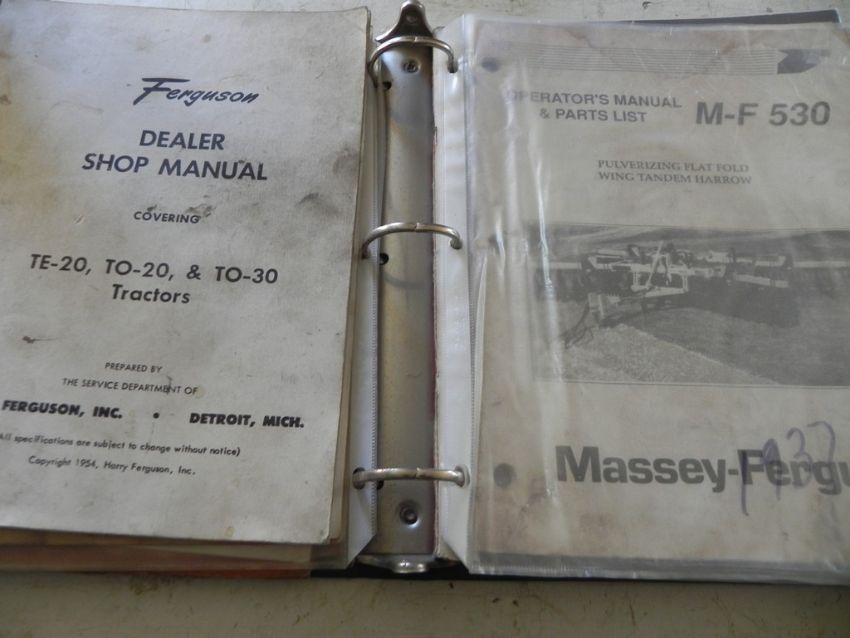 Ferguson
DEALER
SHOP MANUAL
COVERING
TE-20, TO-20, & TO-30
Tractors
PREPARED BY
THE SERVICE DEPARTMENT OF
FERGUSON, INC. • DETROIT, MICH.
All specifications are subject to change without notice)
Copyright 1954, Harry Ferguson, Inc.
OPERATOR'S MANUAL
& PARTS LIST
M-F 530
PULVERIZING FLAT FOLD
WING TANDEM HARROW
Massey-Fergu
1937